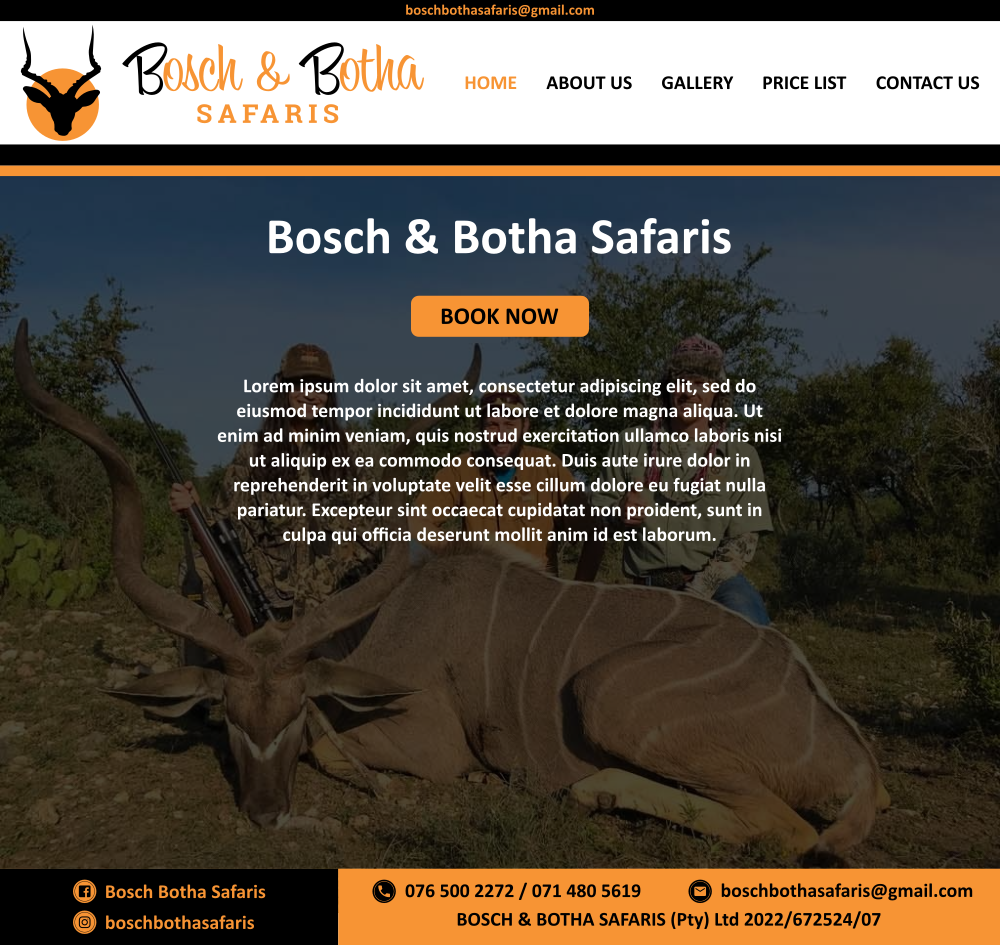 boschbothasafaris@gmail.com
Bosch & Botha
SAFARIS
HOME ABOUT US GALLERY PRICE LIST CONTACT US
Bosch & Botha Safaris
BOOK NOW
Lorem ipsum dolor sit amet, consectetur adipiscing elit, sed do
eiusmod tempor incididunt ut labore et dolore magna aliqua. Ut
enim ad minim veniam, quis nostrud exercitation ullamco laboris nisi
ut aliquip ex ea commodo consequat. Duis aute irure dolor in
reprehenderit in voluptate velit esse cillum dolore eu fugiat nulla
pariatur. Excepteur sint occaecat cupidatat non proident, sunt in
culpa qui officia deserunt mollit anim id est laborum.
Bosch Botha Safaris
boschbothasafaris
076 500 2272 / 071 480 5619
boschbothasafaris@gmail.com
BOSCH & BOTHA SAFARIS (Pty) Ltd 2022/672524/07